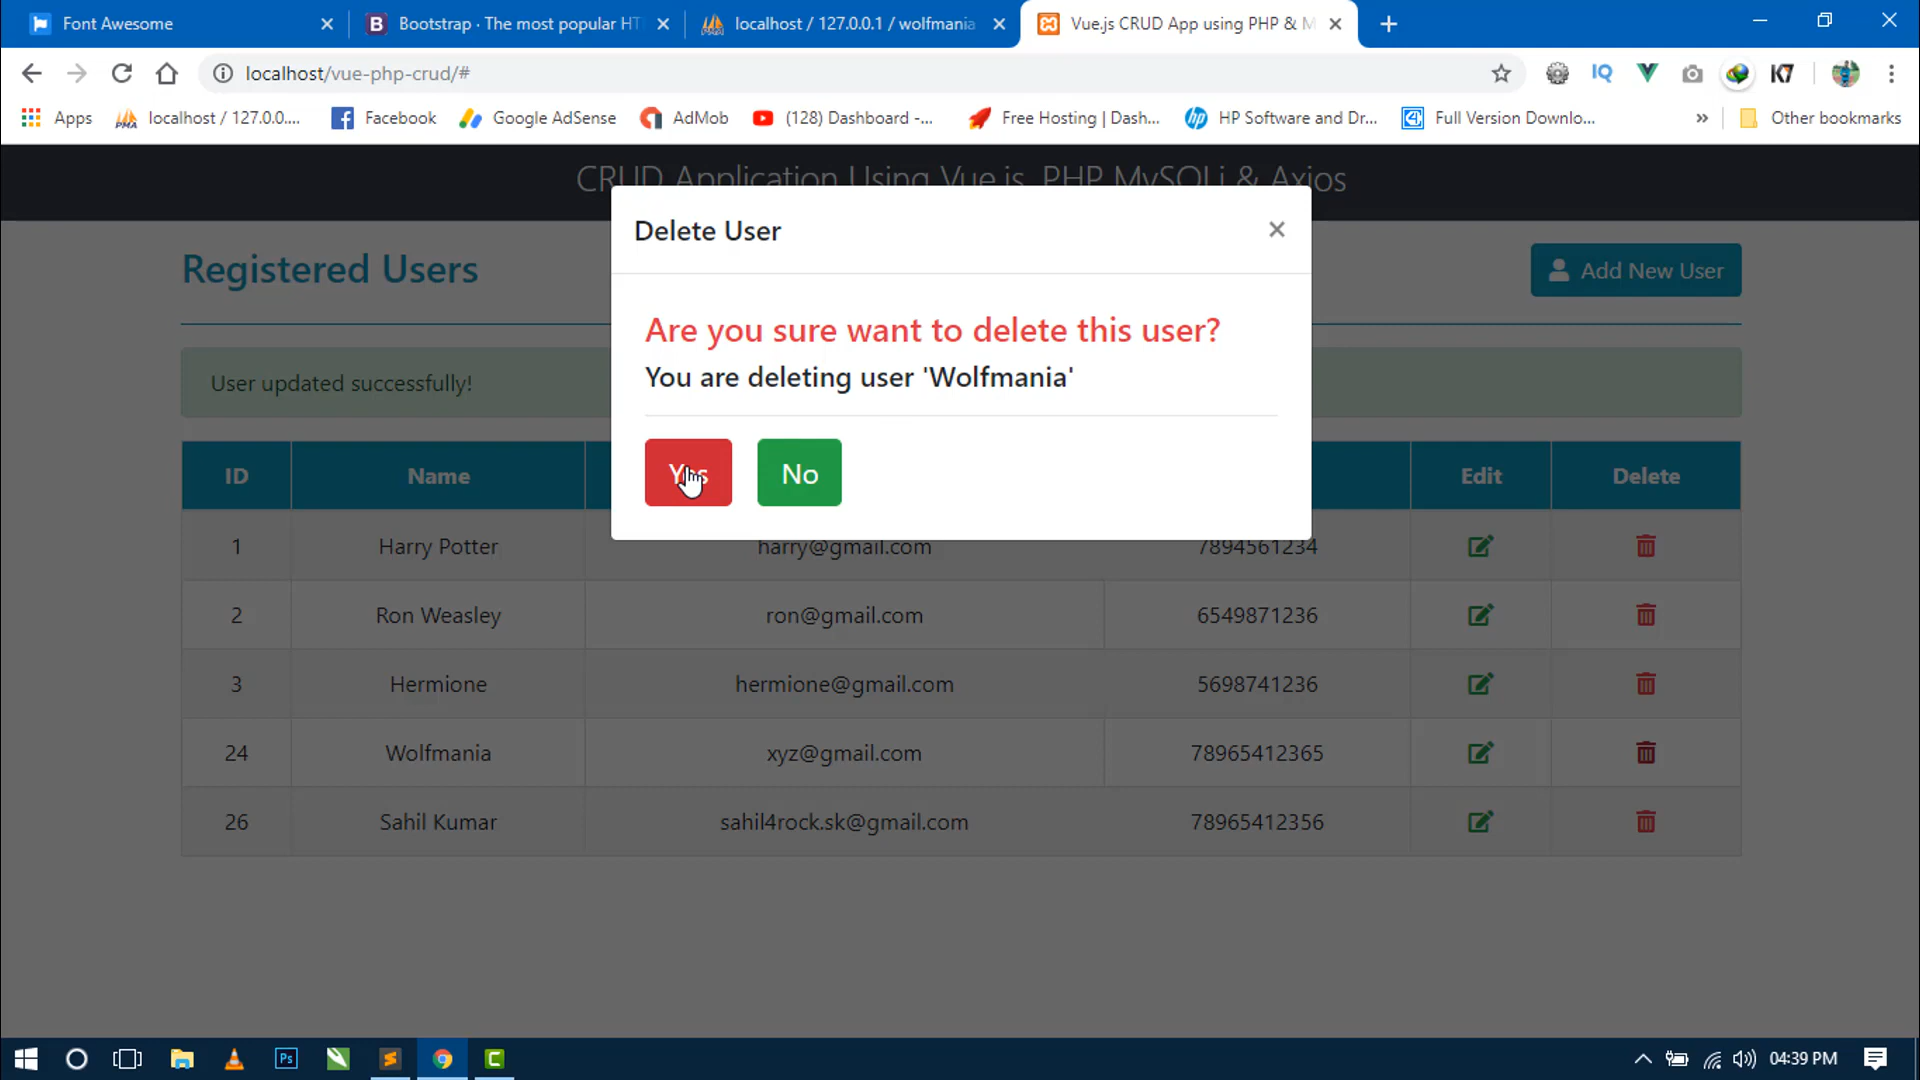 Font Awesome
Bootstrap · The most popular HT
localhost / 127.0.0.1 / wolfmania
Vue.js CRUD App using PHP & M
localhost/vue-php-crud/#
IQ
Apps
PMA
localhost / 127.0.0....
Facebook
Google AdSense
AdMob
(128) Dashboard -...
Free Hosting | Dash...
HP Software and Dr...
Full Version Downlo...
»
Other bookmarks
CRUD Application Using Vue.js, PHP MySQLi & Axios
Delete User
×
Registered Users
Add New User
Are you sure want to delete this user?
You are deleting user 'Wolfmania'
User updated successfully!
Yes
No
ID Name Edit Delete
1 Harry Potter harry@gmail.com 7894561234
2 Ron Weasley ron@gmail.com 6549871236
3 Hermione hermione@gmail.com 5698741236
24 Wolfmania xyz@gmail.com 78965412365
26 Sahil Kumar sahil4rock.sk@gmail.com 78965412356
Ps
C
04:39 PM